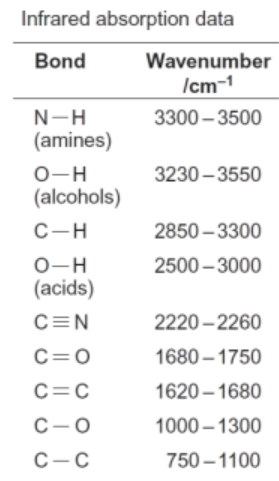 Infrared absorption data
Bond Wavenumber
/cm⁻¹
N–H 3300–3500
(amines)
O–H 3230–3550
(alcohols)
C–H 2850–3300
O–H 2500–3000
(acids)
C≡N 2220–2260
C=O 1680–1750
C=C 1620–1680
C–O 1000–1300
C–C 750–1100